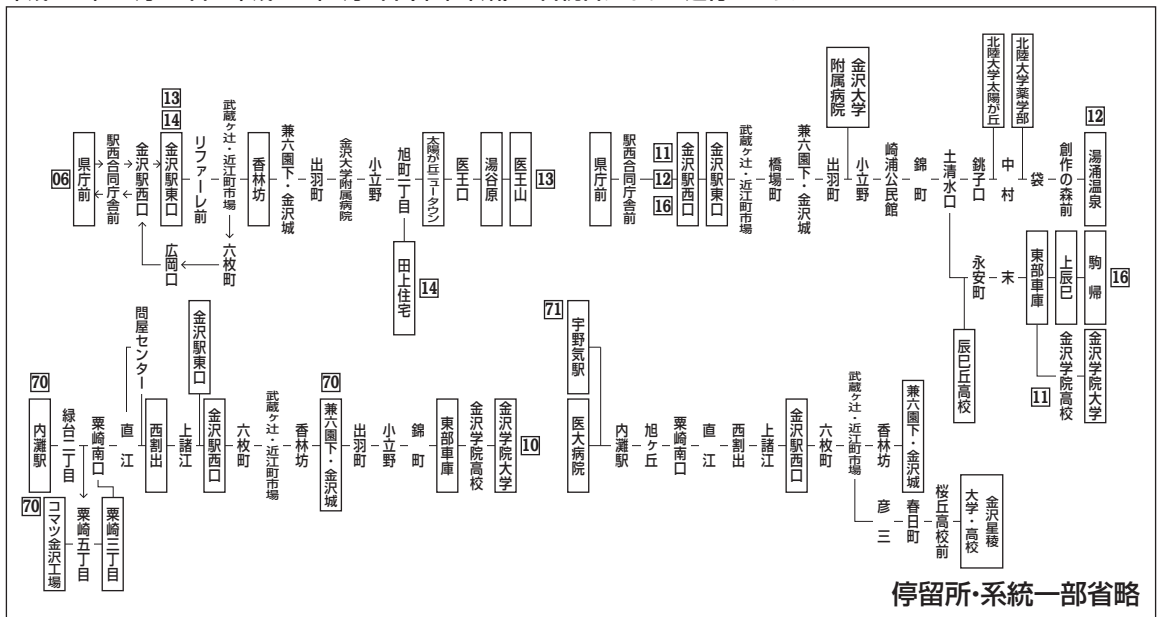 06
県庁前
駅西合同庁舎前
金沢駅西口
13
14
金沢駅東口
リファーレ前
武蔵ヶ辻・近江町市場
香林坊
兼六園下・金沢城
出羽町
金沢大学附属病院
小立野
旭町二丁目
太陽が丘ニュータウン
医王口
湯谷原
医王山
13
広岡口
六枚町
田上住宅
14
県庁前
駅西合同庁舎前
11
12
16
金沢駅西口
金沢駅東口
武蔵ヶ辻・近江町市場
橋場町
兼六園下・金沢城
出羽町
金沢大学
附属病院
小立野
崎浦公民館
錦町
土清水口
銚子口
北陸大学太陽が丘
中村
北陸大学薬学部
袋
創作の森前
12
湯涌温泉
永安町
末
東部車庫
上辰巳
駒帰
16
辰巳丘高校
11
金沢学院高校
金沢学院大学
70
内灘駅
緑台二丁目
粟崎南口
直江
問屋センター
西割出
上諸江
金沢駅東口
金沢駅西口
六枚町
武蔵ヶ辻・近江町市場
香林坊
70
兼六園下・金沢城
出羽町
小立野
錦町
東部車庫
金沢学院高校
金沢学院大学
10
70
コマツ金沢工場
粟崎五丁目
粟崎三丁目
71
宇野気駅
医大病院
内灘駅
旭ヶ丘
粟崎南口
直江
西割出
上諸江
金沢駅西口
六枚町
武蔵ヶ辻・近江町市場
香林坊
兼六園下・金沢城
彦三
春日町
桜丘高校前
金沢星稜
大学・高校
停留所・系統一部省略